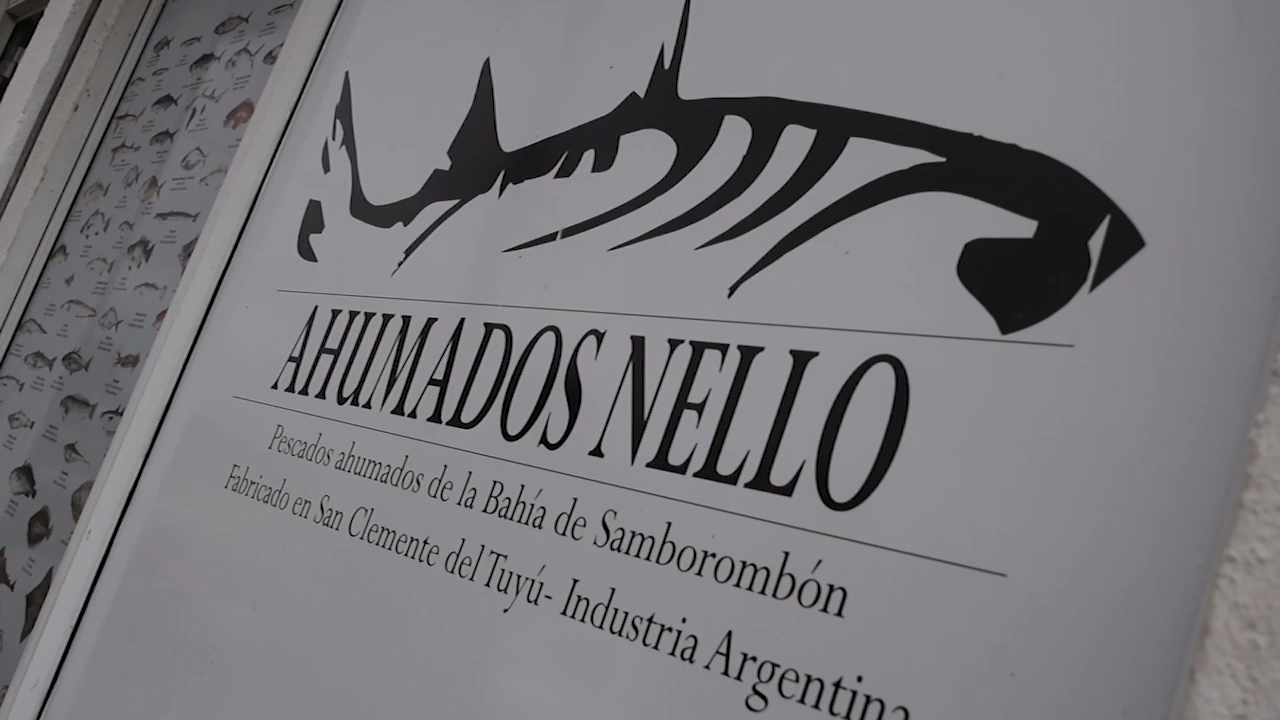 AHUMADOS NELLO
Pescados ahumados de la Bahía de Samborombón
Fabricado en San Clemente del Tuyú- Industria Argentina